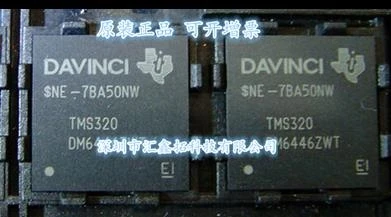 原装正品 可开增票
DAVINCI
$NE-7BA50NW
TMS320
E1
DAVINCI
$NE-7BA50NW
TMS320
M6446ZWT
E1
深圳市汇鑫拓科技有限公司